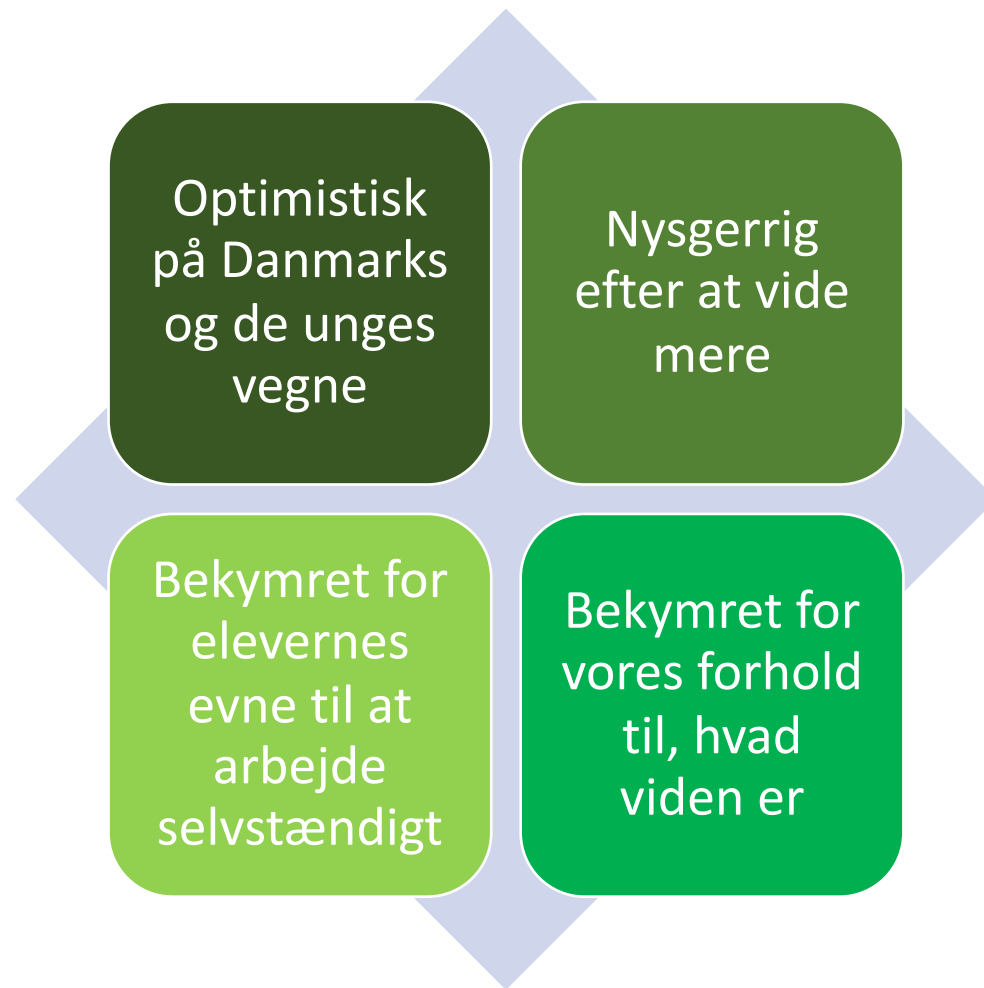 Optimistisk
på Danmarks
og de unges
vegne
Nysgerrig
efter at vide
mere
Bekymret for
elevernes
evne til at
arbejde
selvstændigt
Bekymret for
vores forhold
til, hvad
viden er